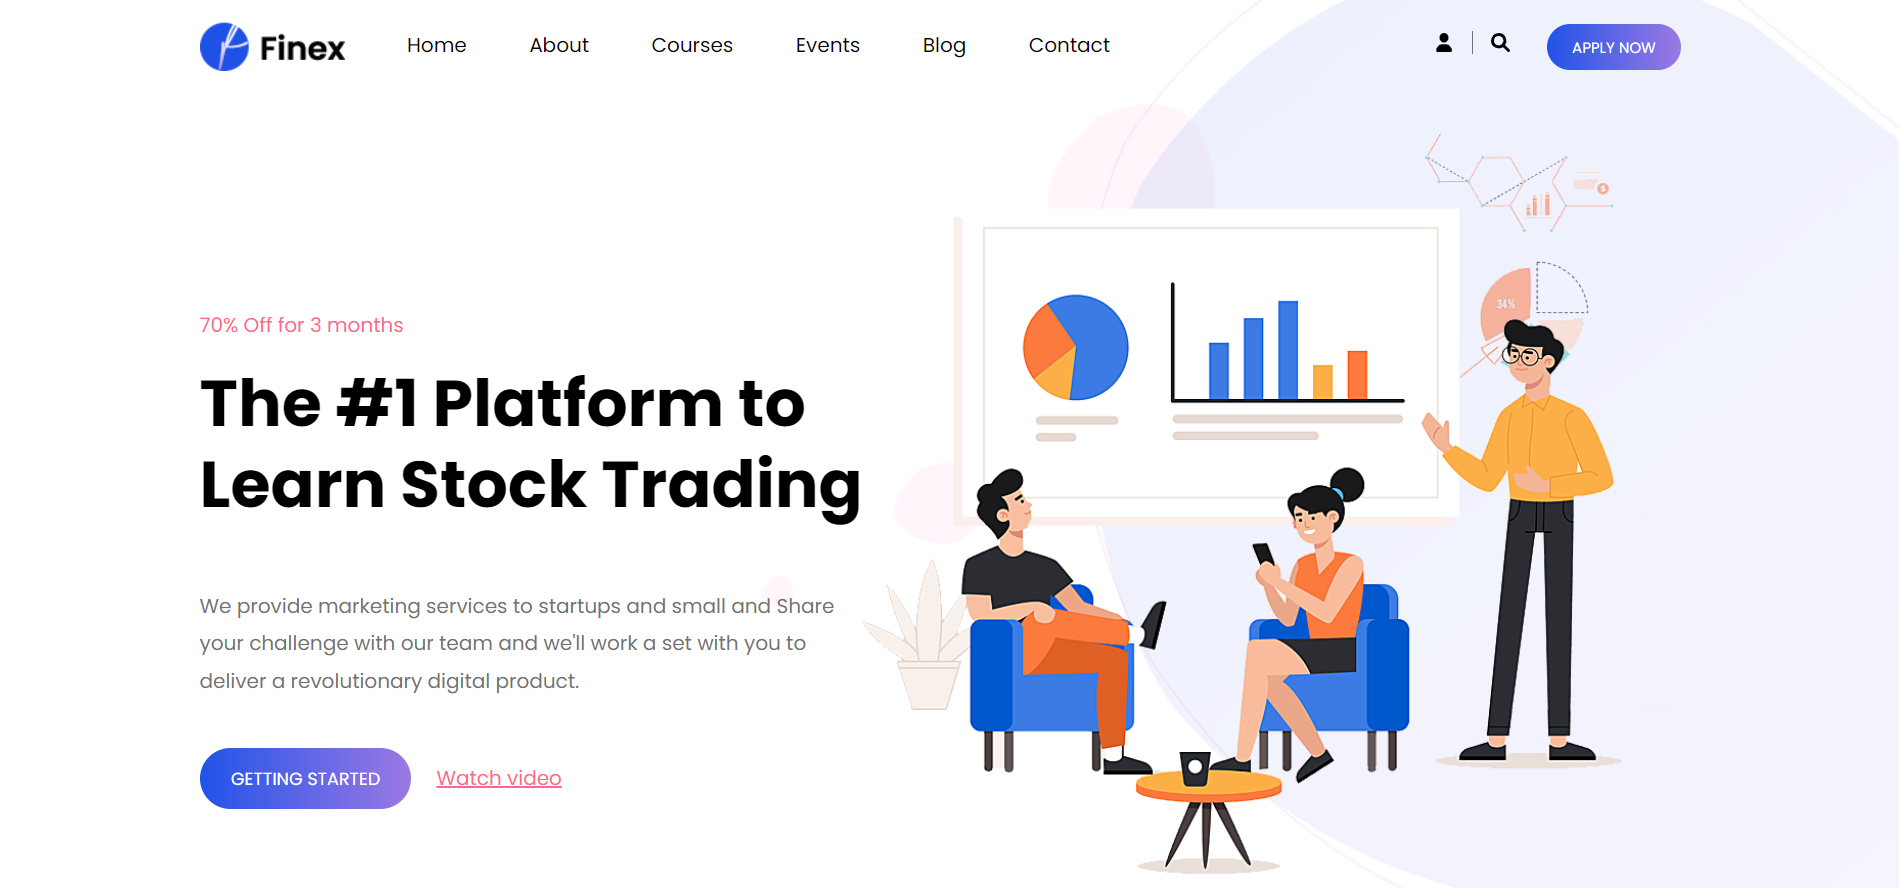 Finex
Home About Courses Events Blog Contact
APPLY NOW
34%
70% Off for 3 months
The #1 Platform to
Learn Stock Trading
We provide marketing services to startups and small and Share
your challenge with our team and we'll work a set with you to
deliver a revolutionary digital product.
GETTING STARTED
Watch video